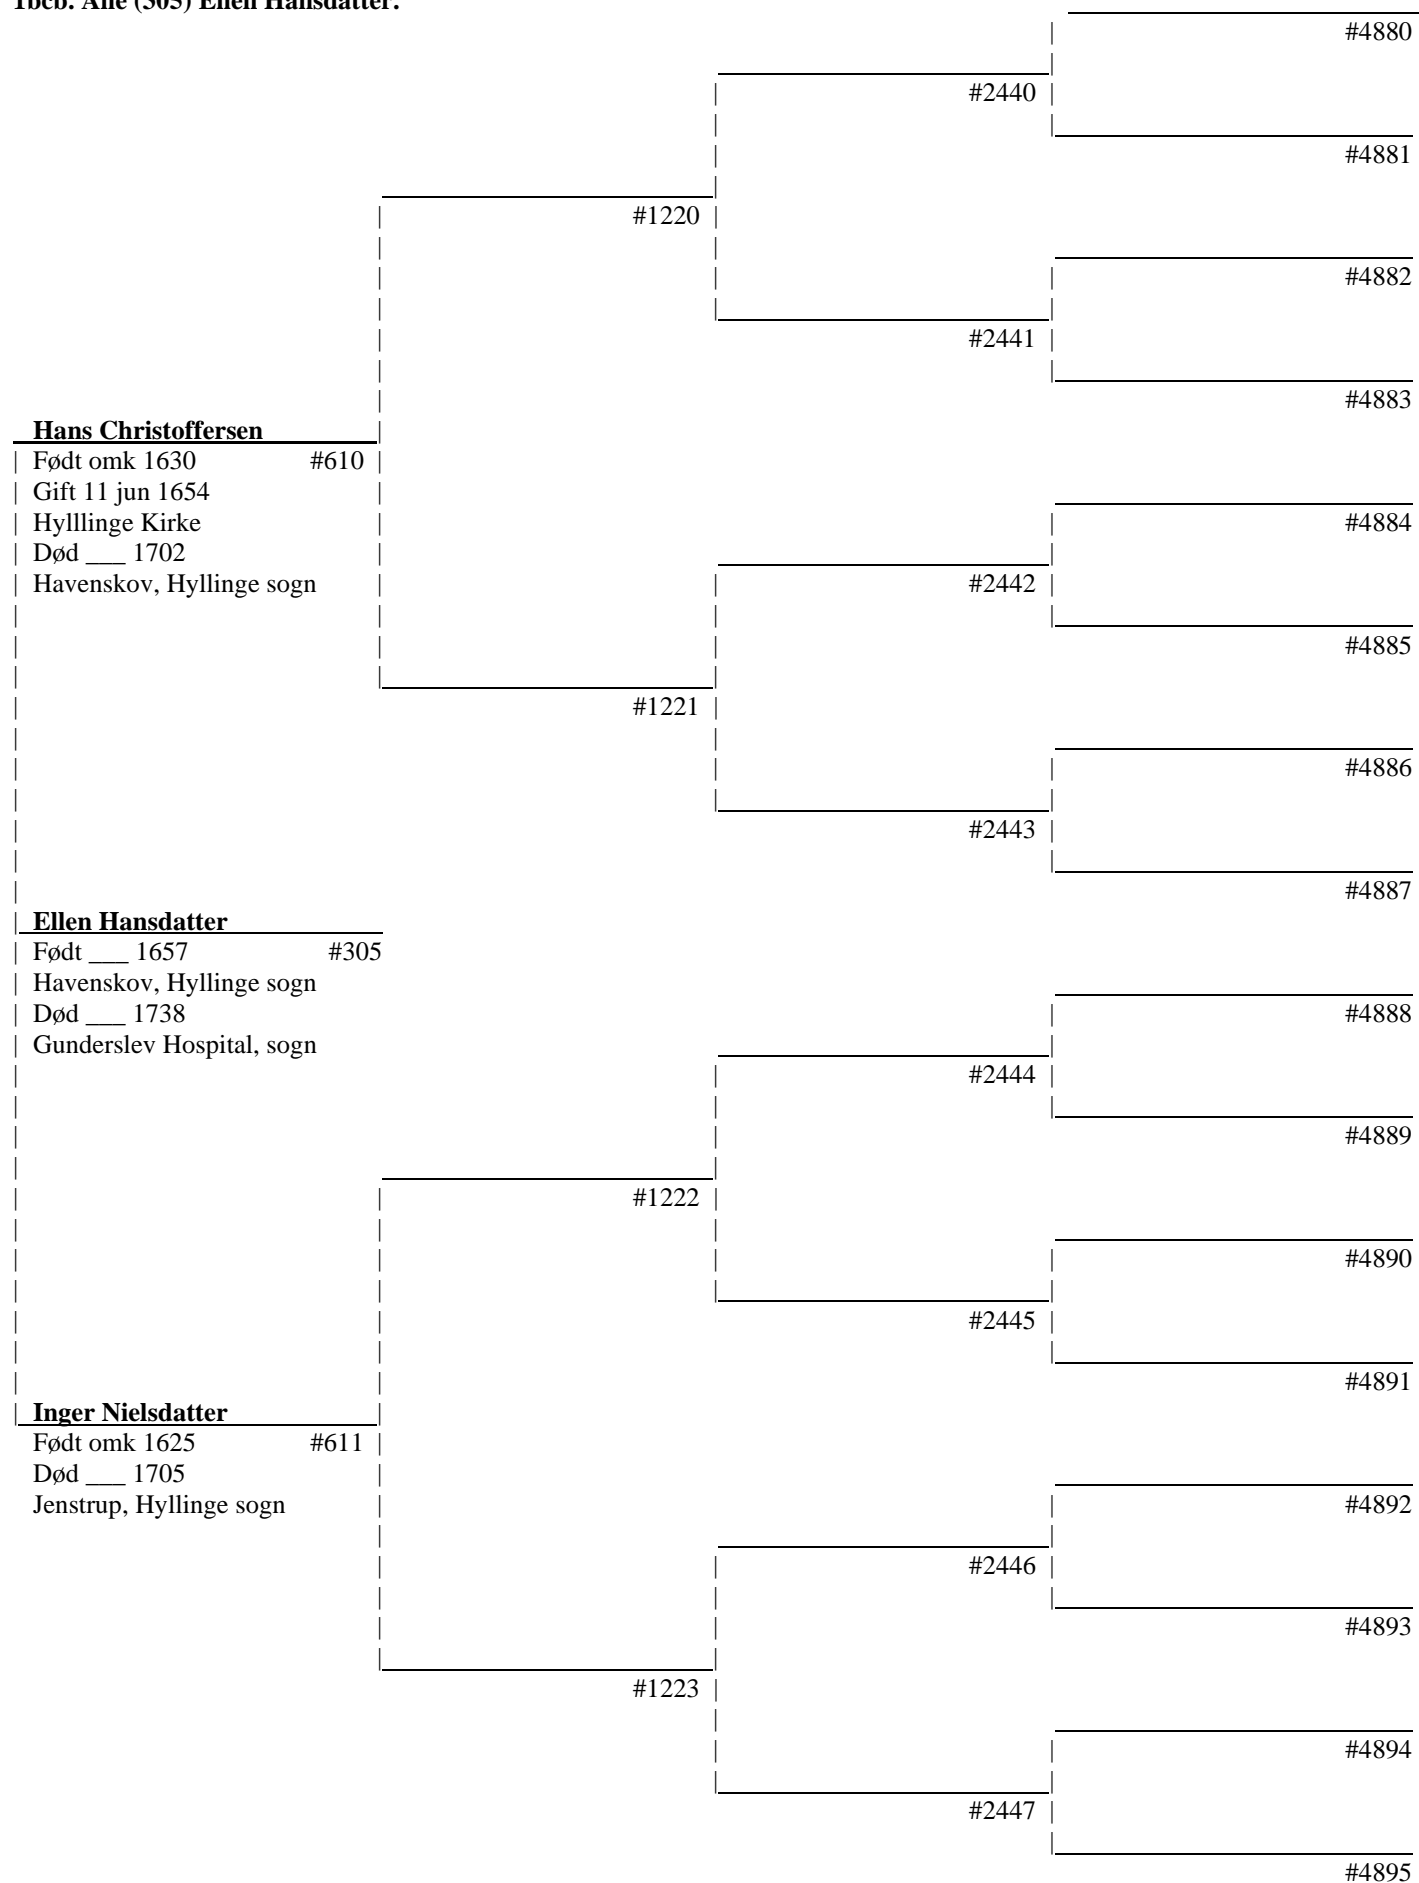 1bcb. Ane (305) Ellen Hansdatter.
#4880
#2440
#4881
#1220
#4882
#2441
#4883
Hans Christoffersen
Født omk 1630 #610
Gift 11 jun 1654
Hylllinge Kirke
#4884
Død ___ 1702
Havenskov, Hyllinge sogn
#2442
#4885
#1221
#4886
#2443
#4887
Ellen Hansdatter
Født ___ 1657 #305
Havenskov, Hyllinge sogn
Død ___ 1738
#4888
Gunderslev Hospital, sogn
#2444
#4889
#1222
#4890
#2445
#4891
Inger Nielsdatter
Født omk 1625 #611
Død ___ 1705
Jenstrup, Hyllinge sogn
#4892
#2446
#4893
#1223
#4894
#2447
#4895